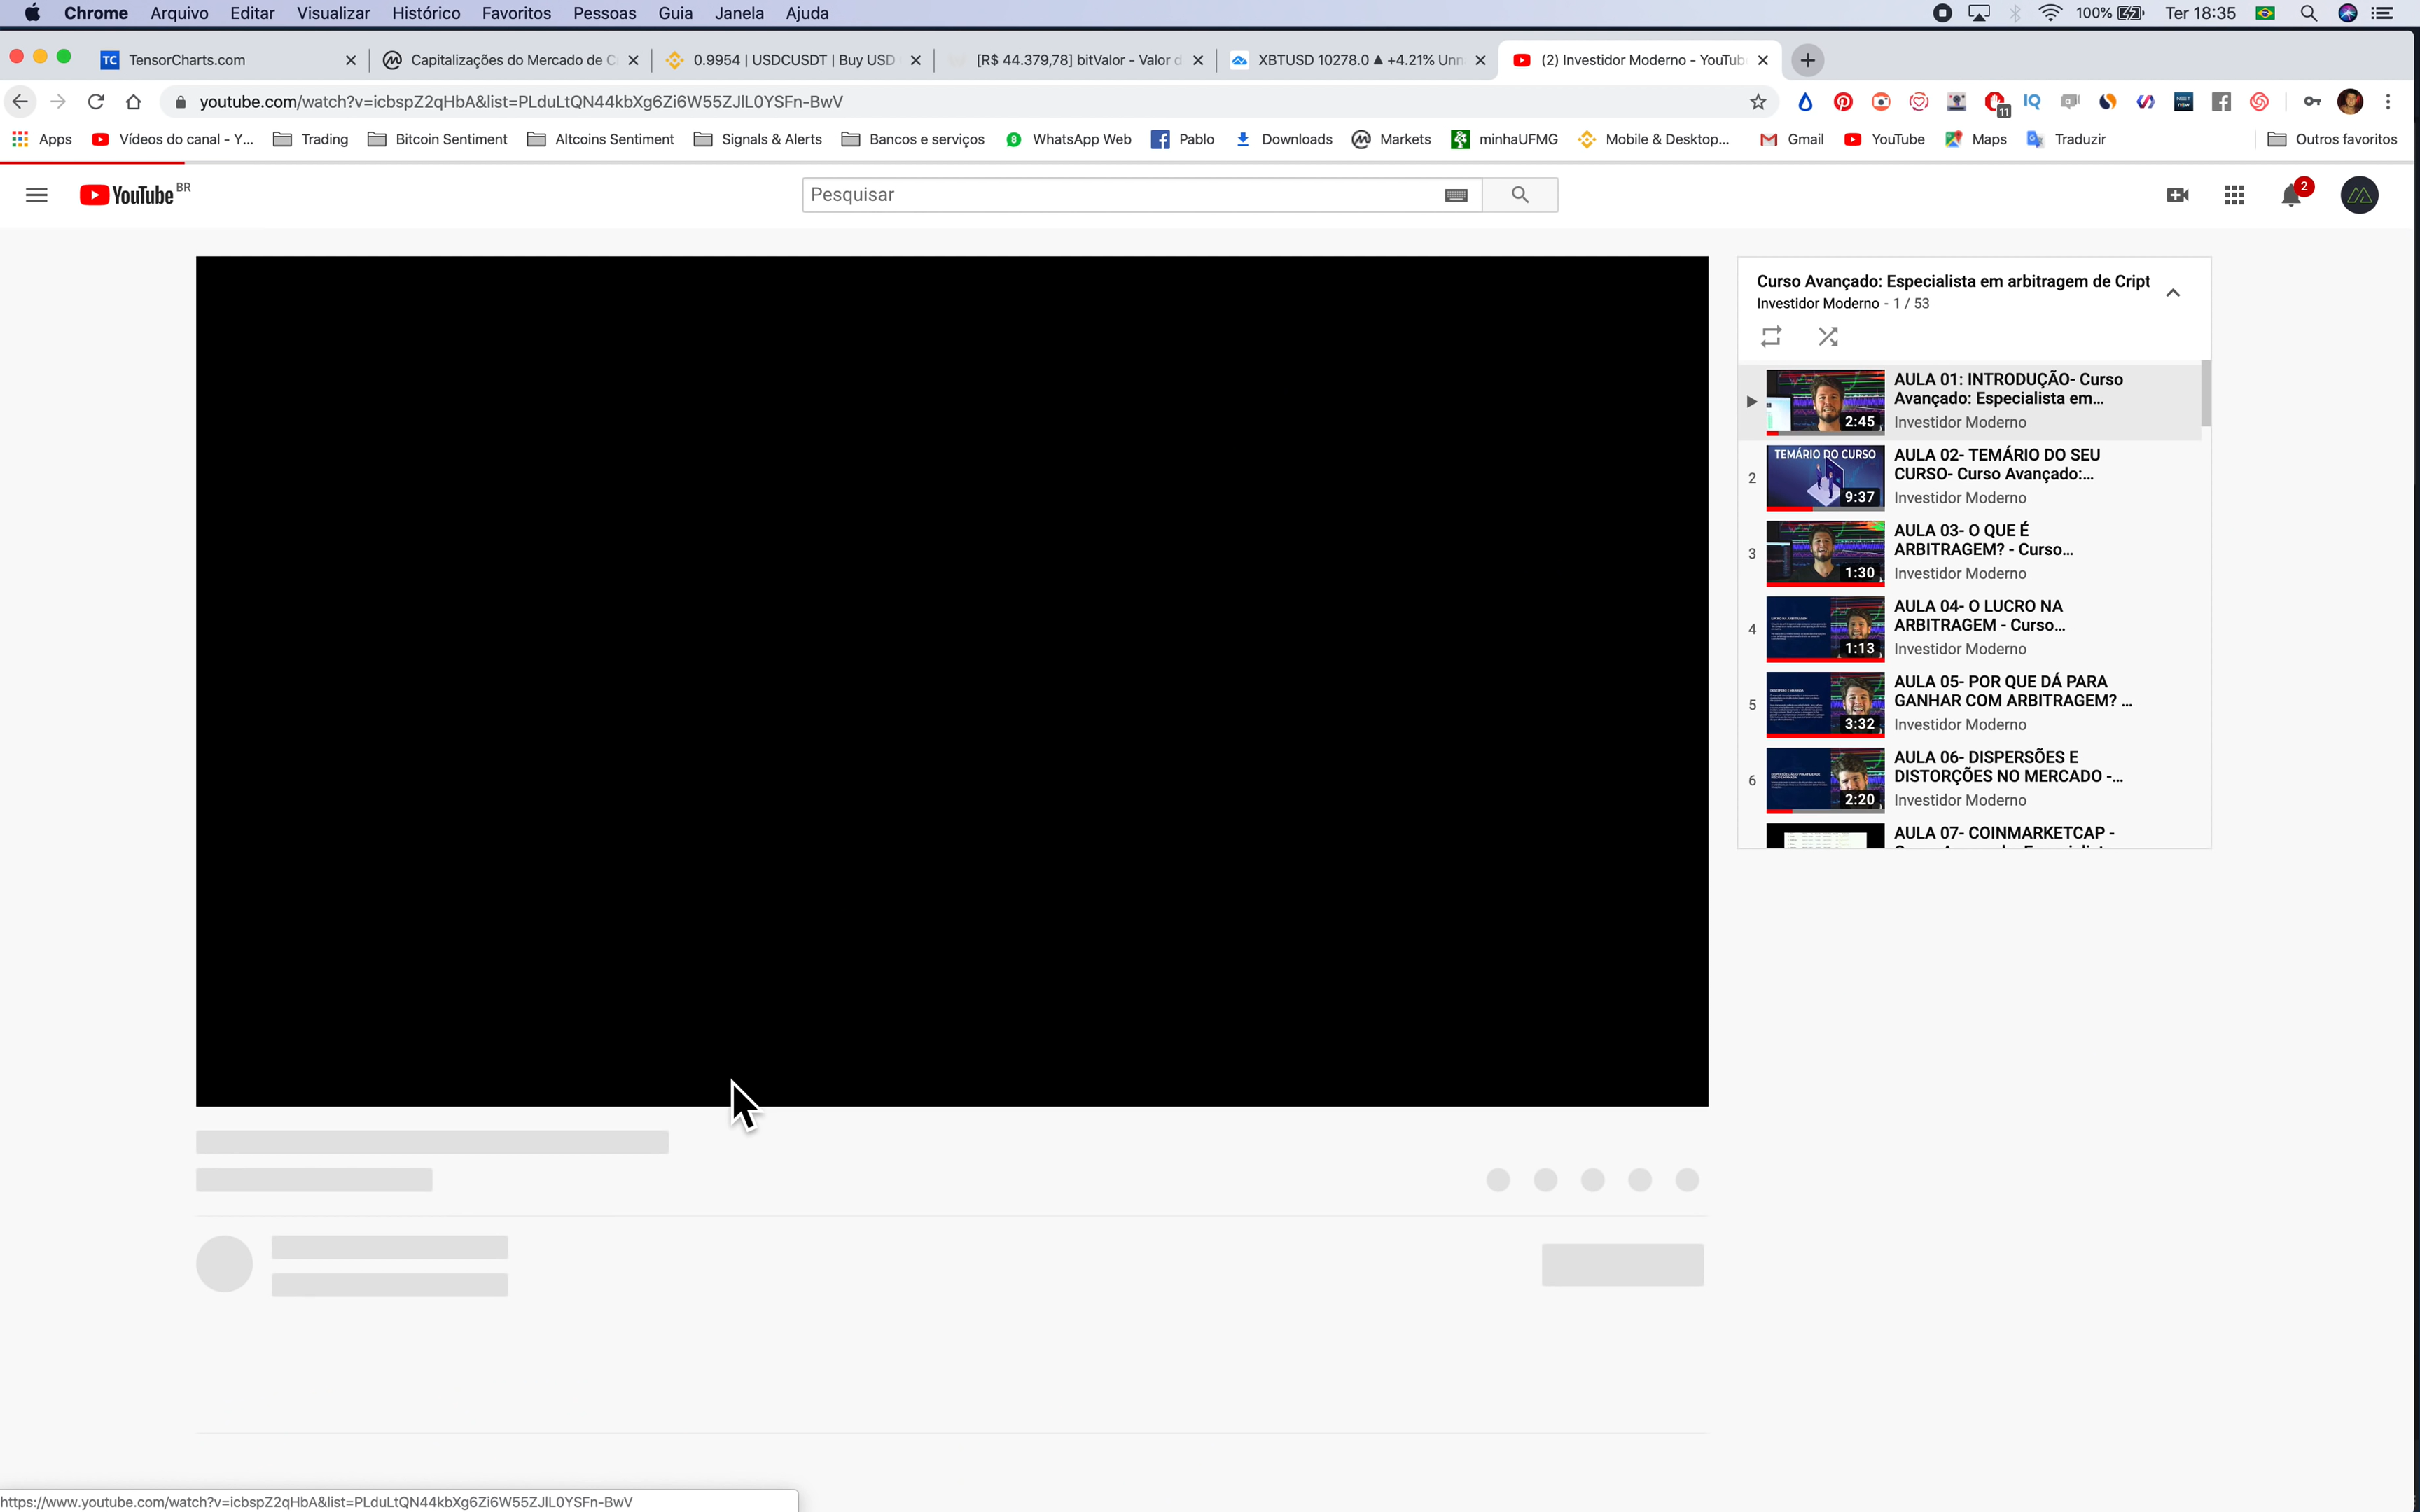 Chrome Arquivo Editar Visualizar Histórico Favoritos Pessoas Guia Janela Ajuda 100% Ter 18:35
TC TensorCharts.com Capitalizações do Mercado de C 0.9954 | USDCUSDT | Buy USD [R$ 44.379,78] bitValor - Valor d XBTUSD 10278.0 ▲ +4.21% Unn (2) Investidor Moderno - YouTub
youtube.com/watch?v=icbspZ2qHbA&list=PLduLtQN44kbXg6Zi6W55ZJlL0YSFn-BwV 11 IQ
Apps Vídeos do canal - Y... Trading Bitcoin Sentiment Altcoins Sentiment Signals & Alerts Bancos e serviços 8 WhatsApp Web Pablo Downloads Markets minhaUFMG Mobile & Desktop... Gmail YouTube Maps Traduzir Outros favoritos
YouTube BR Pesquisar 2
Curso Avançado: Especialista em arbitragem de Cript
Investidor Moderno - 1 / 53
AULA 01: INTRODUÇÃO- Curso
Avançado: Especialista em...
2:45 Investidor Moderno
TEMÁRIO DO CURSO AULA 02- TEMÁRIO DO SEU
2 CURSO- Curso Avançado:...
9:37 Investidor Moderno
AULA 03- O QUE É
3 ARBITRAGEM? - Curso...
1:30 Investidor Moderno
AULA 04- O LUCRO NA
4 ARBITRAGEM - Curso...
1:13 Investidor Moderno
AULA 05- POR QUE DÁ PARA
5 GANHAR COM ARBITRAGEM? ...
3:32 Investidor Moderno
AULA 06- DISPERSÕES E
6 DISTORÇÕES NO MERCADO -...
2:20 Investidor Moderno
AULA 07- COINMARKETCAP -
https://www.youtube.com/watch?v=icbspZ2qHbA&list=PLduLtQN44kbXg6Zi6W55ZJlL0YSFn-BwV